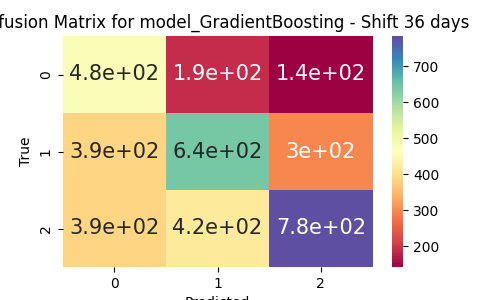 fusion Matrix for model_GradientBoosting - Shift 36 days
0 4.8e+02 1.9e+02 1.4e+02
1 3.9e+02 6.4e+02 3e+02
2 3.9e+02 4.2e+02 7.8e+02
0 1 2
True
Predicted
700
600
500
400
300
200